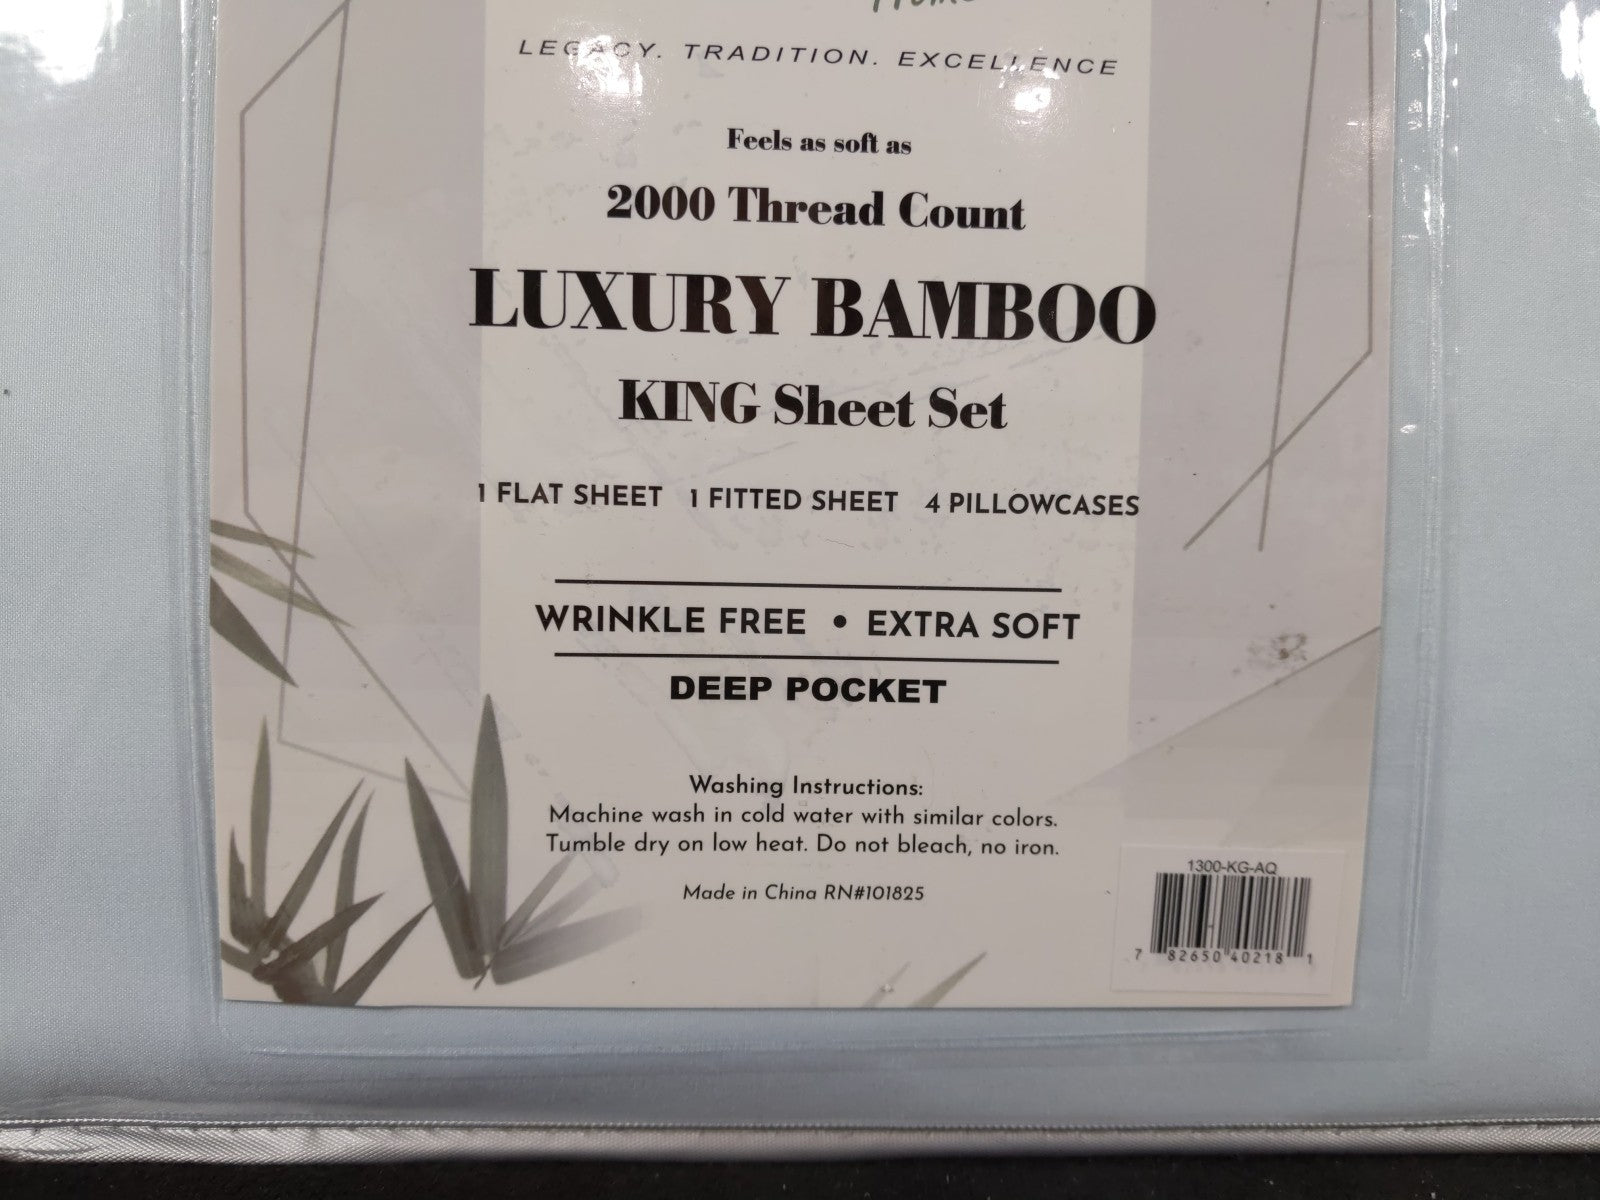 Home
LEGACY. TRADITION. EXCELLENCE
Feels as soft as
2000 Thread Count
LUXURY BAMBOO
KING Sheet Set
1 FLAT SHEET 1 FITTED SHEET 4 PILLOWCASES
WRINKLE FREE • EXTRA SOFT
DEEP POCKET
Washing Instructions:
Machine wash in cold water with similar colors.
Tumble dry on low heat. Do not bleach, no iron.
Made in China RN#101825
1300-KG-AQ
7 82650 40218 1